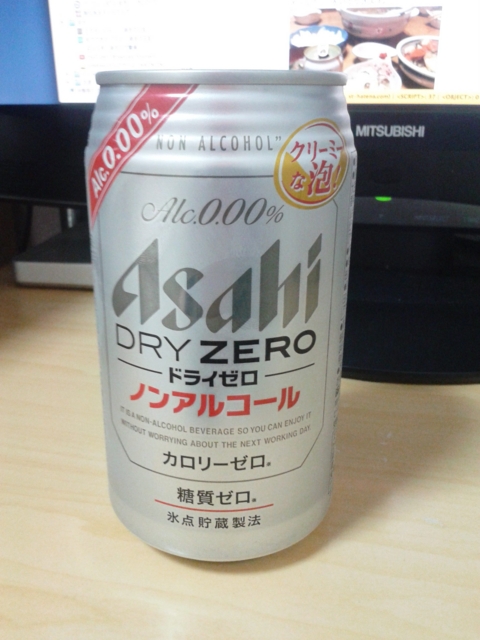 MITSUBISHI
Alc.0.00%
"NON ALCOHOL"
クリーミー
な泡!
Alc.0.00%
Asahi
DRY ZERO
ドライゼロ
ノンアルコール
IT IS A NON-ALCOHOL BEVERAGE SO YOU CAN ENJOY IT
WITHOUT WORRYING ABOUT THE NEXT WORKING DAY.
カロリーゼロ※
糖質ゼロ※
氷点貯蔵製法